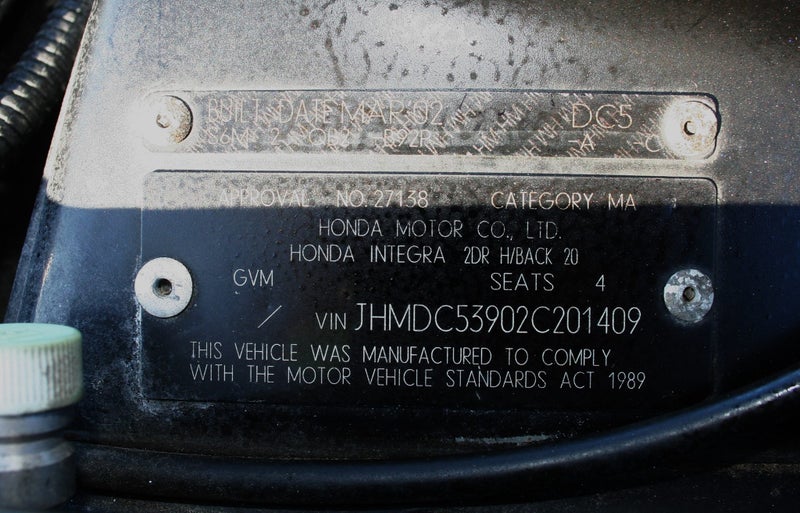 BUILT DATE MAR 02 DC5
APPROVAL NO. 27138 CATEGORY MA
HONDA MOTOR CO., LTD.
HONDA INTEGRA 2DR H/BACK 20
GVM SEATS 4
/ VIN JHMDC53902C201409
THIS VEHICLE WAS MANUFACTURED TO COMPLY
WITH THE MOTOR VEHICLE STANDARDS ACT 1989